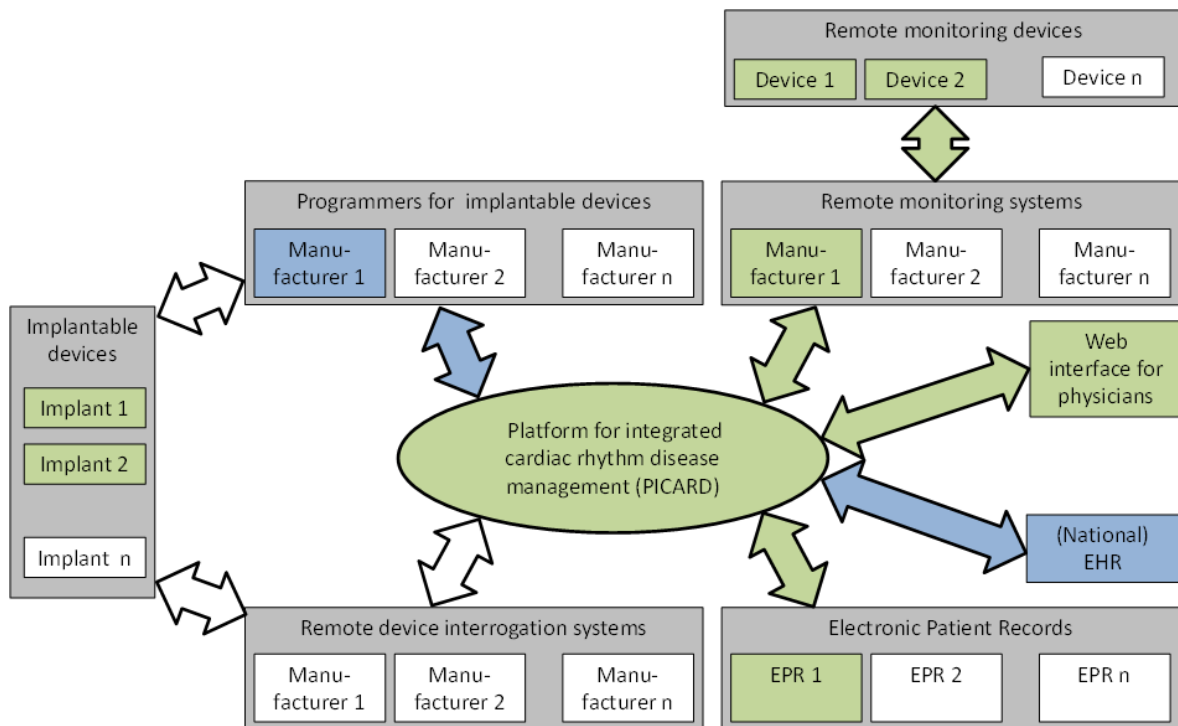 Remote monitoring devices
Device 1
Device 2
Device n
Programmers for implantable devices
Manu-
facturer 1
Manu-
facturer 2
Manu-
facturer n
Remote monitoring systems
Manu-
facturer 1
Manu-
facturer 2
Manu-
facturer n
Implantable
devices
Implant 1
Implant 2
Implant n
Platform for integrated
cardiac rhythm disease
management (PICARD)
Web
interface for
physicians
(National)
EHR
Remote device interrogation systems
Manu-
facturer 1
Manu-
facturer 2
Manu-
facturer n
Electronic Patient Records
EPR 1
EPR 2
EPR n